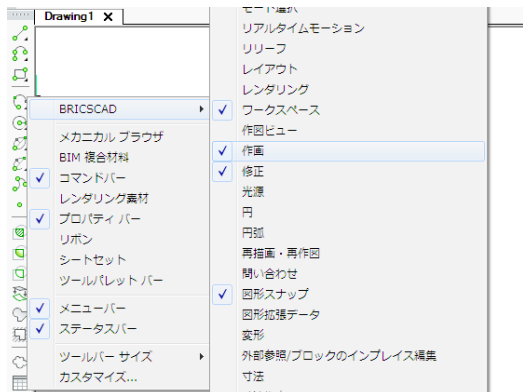 Drawing1
モード選択
リアルタイムモーション
リリーフ
レイアウト
レンダリング
ワークスペース
作図ビュー
作画
修正
光源
円
円弧
再描画・再作図
問い合わせ
図形スナップ
図形拡張データ
変形
外部参照/ブロックのインプレイス編集
寸法
BRICSCAD
メカニカル ブラウザ
BIM 複合材料
コマンドバー
レンダリング素材
プロパティ バー
リボン
シートセット
ツールパレット バー
メニューバー
ステータスバー
ツールバー サイズ
カスタマイズ...